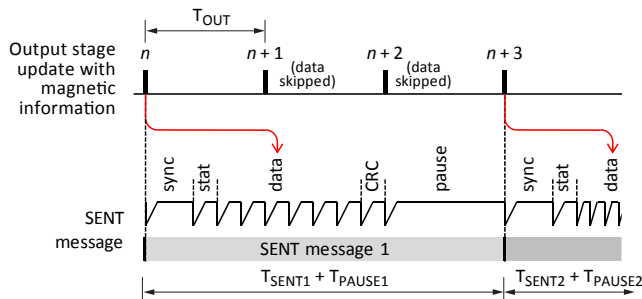 T_OUT
n
n + 1
n + 2
n + 3
Output stage
update with
magnetic
information
(data
skipped)
(data
skipped)
sync
stat
data
CRC
pause
sync
stat
data
SENT
message
SENT message 1
T_SENT1 + T_PAUSE1
T_SENT2 + T_PAUSE2